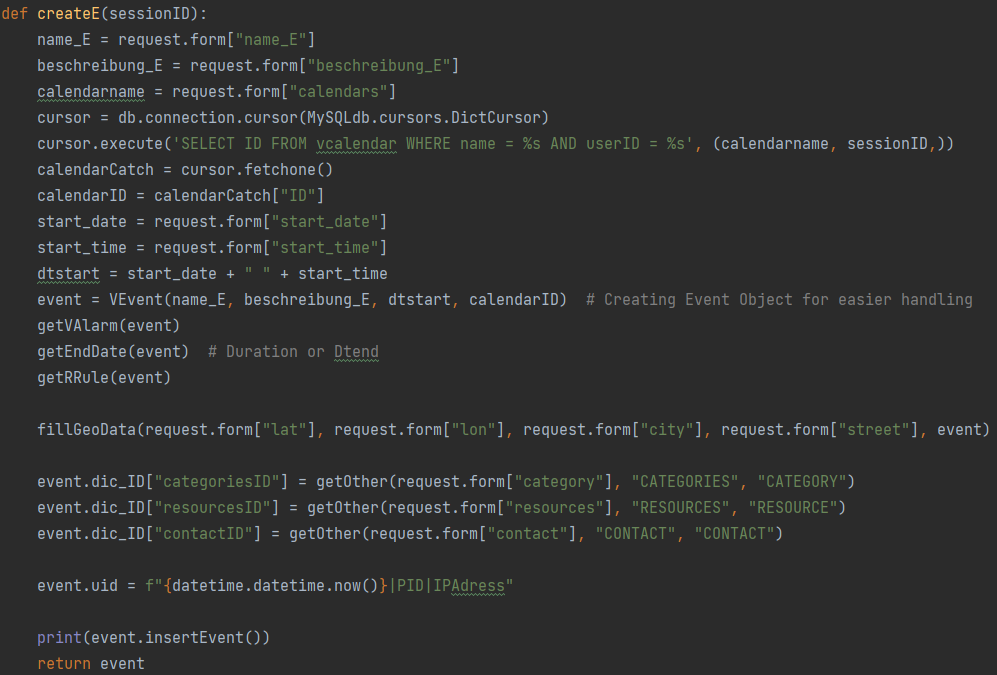 def createE(sessionID):
    name_E = request.form["name_E"]
    beschreibung_E = request.form["beschreibung_E"]
    calendarname = request.form["calendars"]
    cursor = db.connection.cursor(MySQLdb.cursors.DictCursor)
    cursor.execute('SELECT ID FROM vcalendar WHERE name = %s AND userID = %s', (calendarname, sessionID,))
    calendarCatch = cursor.fetchone()
    calendarID = calendarCatch["ID"]
    start_date = request.form["start_date"]
    start_time = request.form["start_time"]
    dtstart = start_date + " " + start_time
    event = VEvent(name_E, beschreibung_E, dtstart, calendarID)  # Creating Event Object for easier handling
    getVAlarm(event)
    getEndDate(event)  # Duration or Dtend
    getRRule(event)

    fillGeoData(request.form["lat"], request.form["lon"], request.form["city"], request.form["street"], event)

    event.dic_ID["categoriesID"] = getOther(request.form["category"], "CATEGORIES", "CATEGORY")
    event.dic_ID["resourcesID"] = getOther(request.form["resources"], "RESOURCES", "RESOURCE")
    event.dic_ID["contactID"] = getOther(request.form["contact"], "CONTACT", "CONTACT")

    event.uid = f"{datetime.datetime.now()}|PID|IPAdress"

    print(event.insertEvent())
    return event